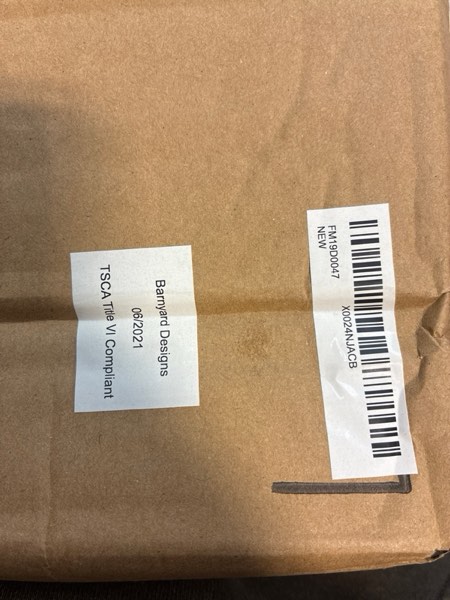 X0024NJACB
FM19D0047
NEW
Barnyard Designs
06/2021
TSCA Title VI Compliant